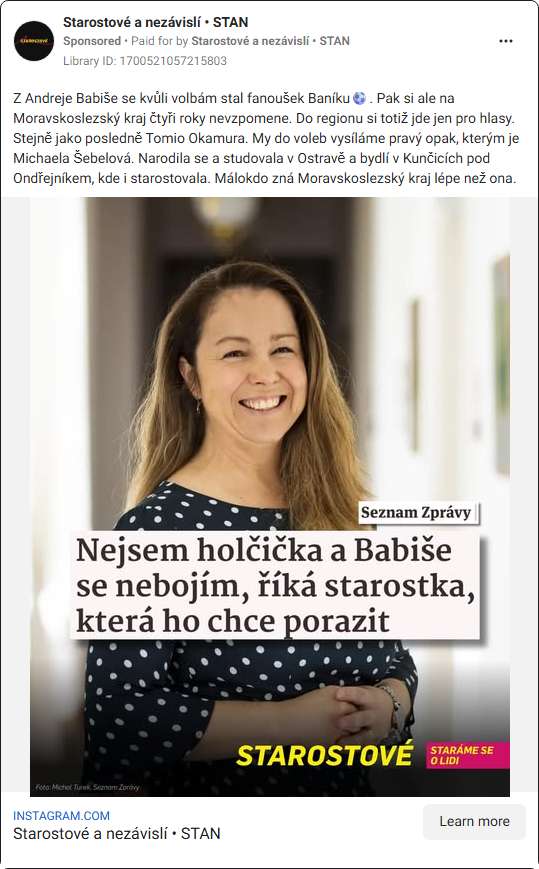 Starostové a nezávislí • STAN
Sponsored • Paid for by Starostové a nezávislí • STAN
Library ID: 1700521057215803
Z Andreje Babiše se kvůli volbám stal fanoušek Baníku⚽. Pak si ale na
Moravskoslezský kraj čtyři roky nevzpomene. Do regionu si totiž jde jen pro hlasy.
Stejně jako posledně Tomio Okamura. My do voleb vysíláme pravý opak, kterým je
Michaela Šebelová. Narodila se a studovala v Ostravě a bydlí v Kunčicích pod
Ondřejníkem, kde i starostovala. Málokdo zná Moravskoslezský kraj lépe než ona.
Seznam Zprávy
Nejsem holčička a Babiše
se nebojím, říká starostka,
která ho chce porazit
STAROSTOVÉ
STARÁME SE
O LIDI
Foto: Michal Turek, Seznam Zprávy
INSTAGRAM.COM
Starostové a nezávislí • STAN
Learn more